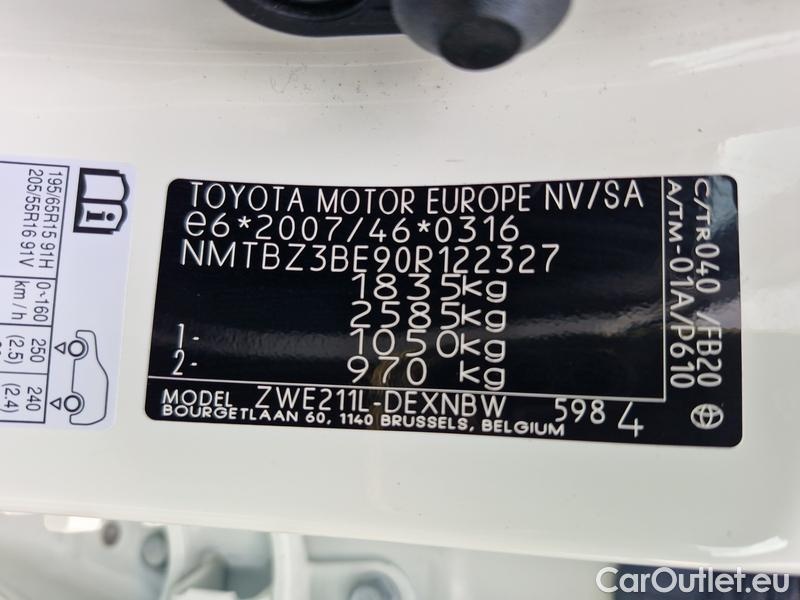 TOYOTA MOTOR EUROPE NV/SA
e6*2007/46*0316
NMTBZ3BE90R122327
1835kg
2585kg
1- 1050kg
2- 970 kg
MODEL ZWE211L-DEXNBW 598 4
BOURGETLAAN 60, 1140 BRUSSELS, BELGIUM
C/TR040 /FB20
A/TM-01A/P610
195/65R15 91H
205/55R16 91V
0~160
km/h
250
(2.5)
240
(2.4)
CarOutlet.eu